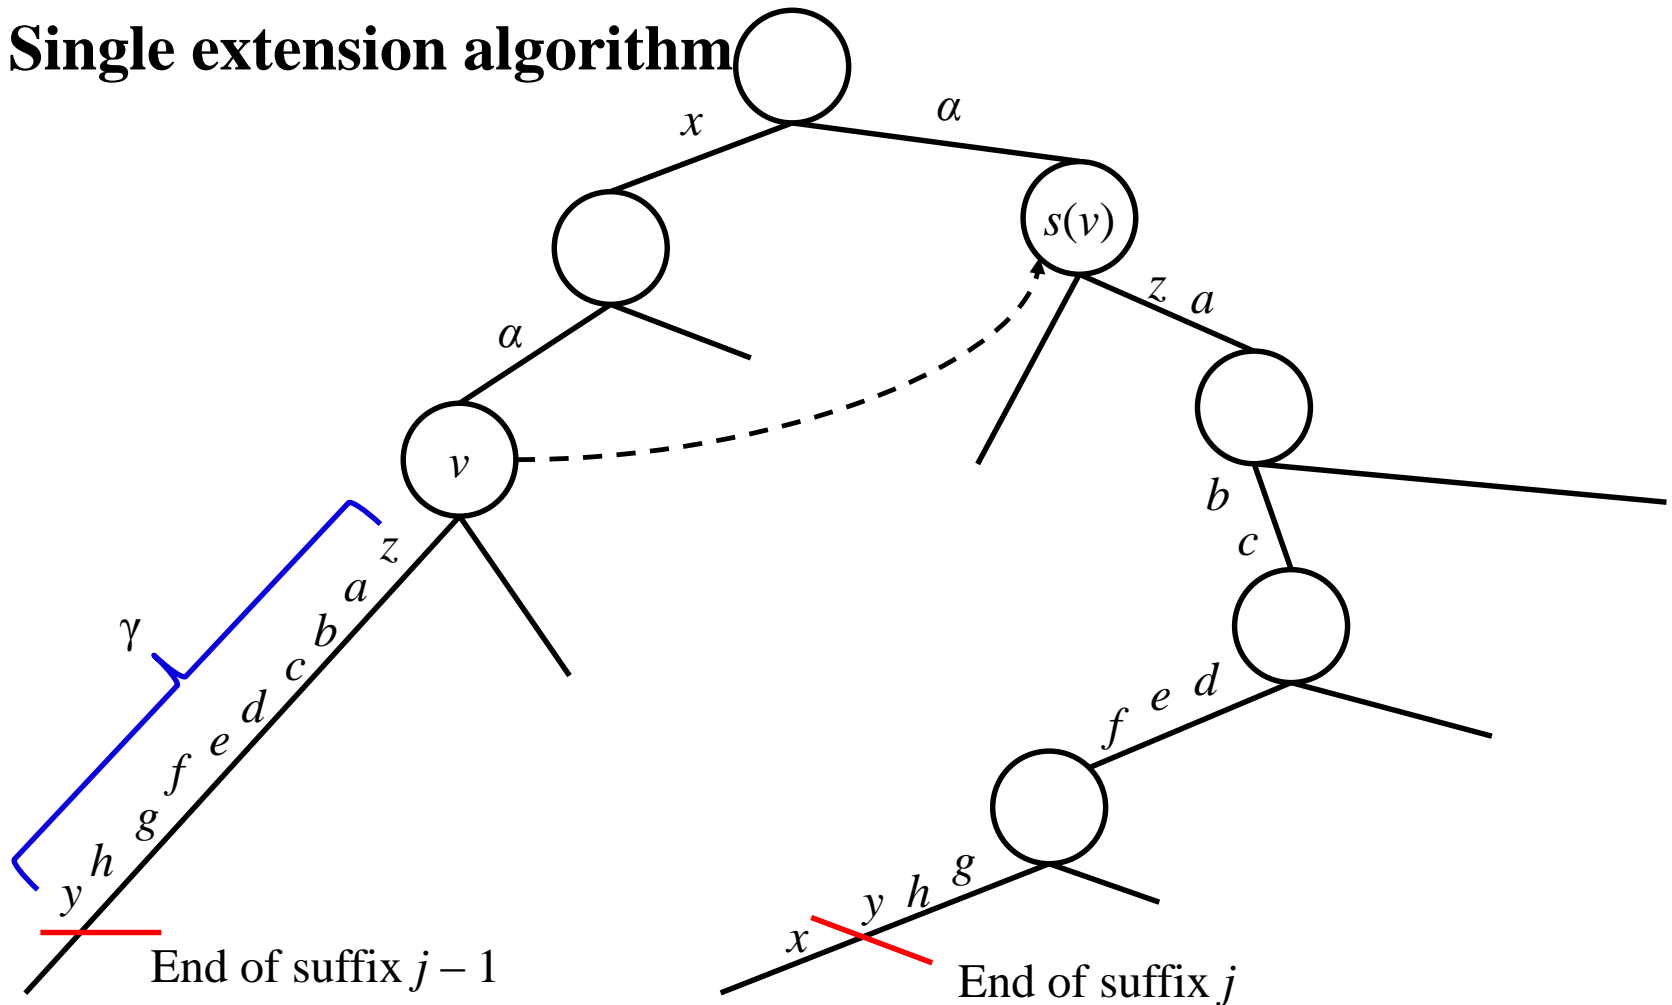 Single extension algorithm
x
α
s(v)
z a
α
v
b
c
z
a
b
c
d
e
f
g
h
y
γ
f e d
y h g
x
End of suffix j – 1
End of suffix j